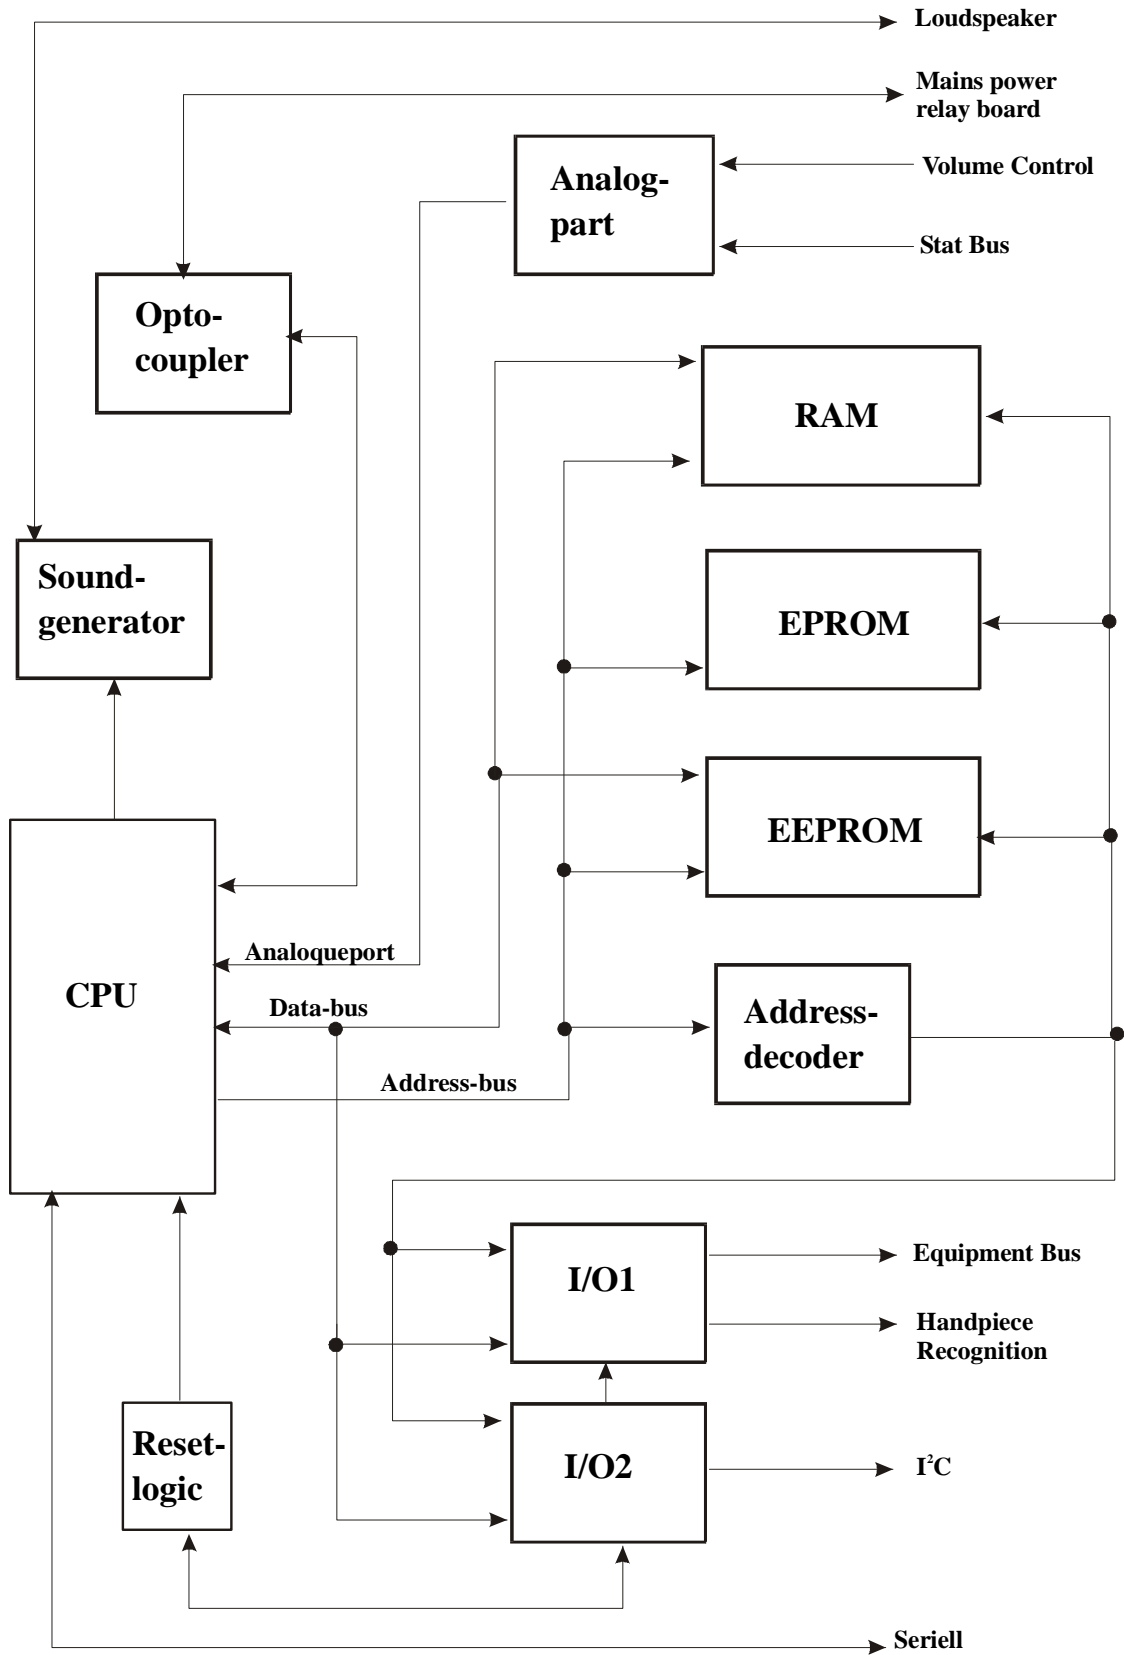 Loudspeaker
Mains power
relay board
Analog-
part
Volume Control
Stat Bus
Opto-
coupler
RAM
Sound-
generator
EPROM
EEPROM
CPU
Analoqueport
Data-bus
Address-
decoder
Address-bus
I/O1
Equipment Bus
Handpiece
Recognition
Reset-
logic
I/O2
I²C
Seriell